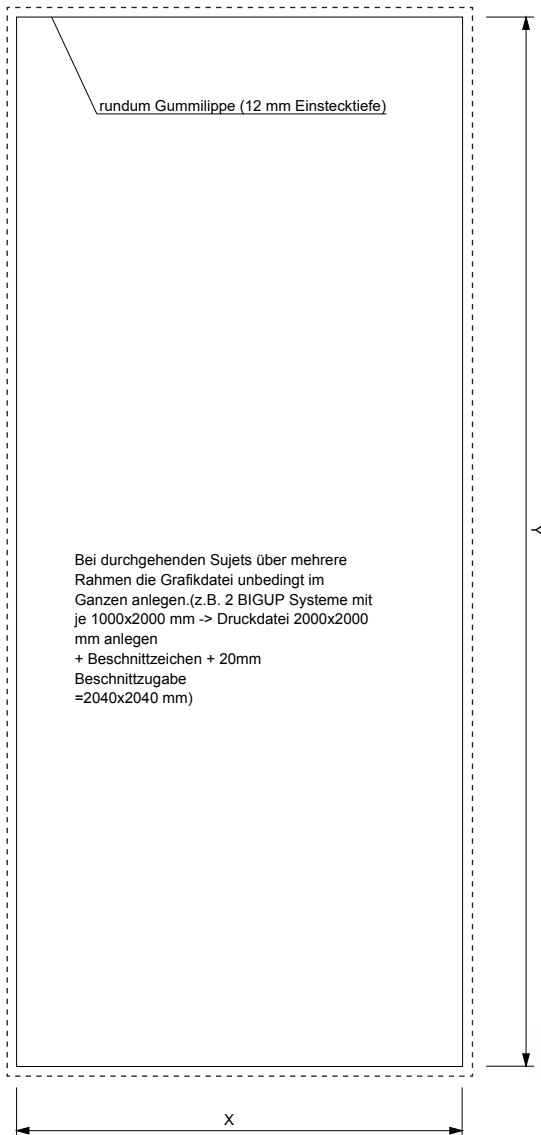 rundum Gummilippe (12 mm Einstecktiefe)
Y
Bei durchgehenden Sujets über mehrere
Rahmen die Grafikdatei unbedingt im
Ganzen anlegen.(z.B. 2 BIGUP Systeme mit
je 1000x2000 mm -> Druckdatei 2000x2000
mm anlegen
+ Beschnittzeichen + 20mm
Beschnittzugabe
=2040x2040 mm)
X